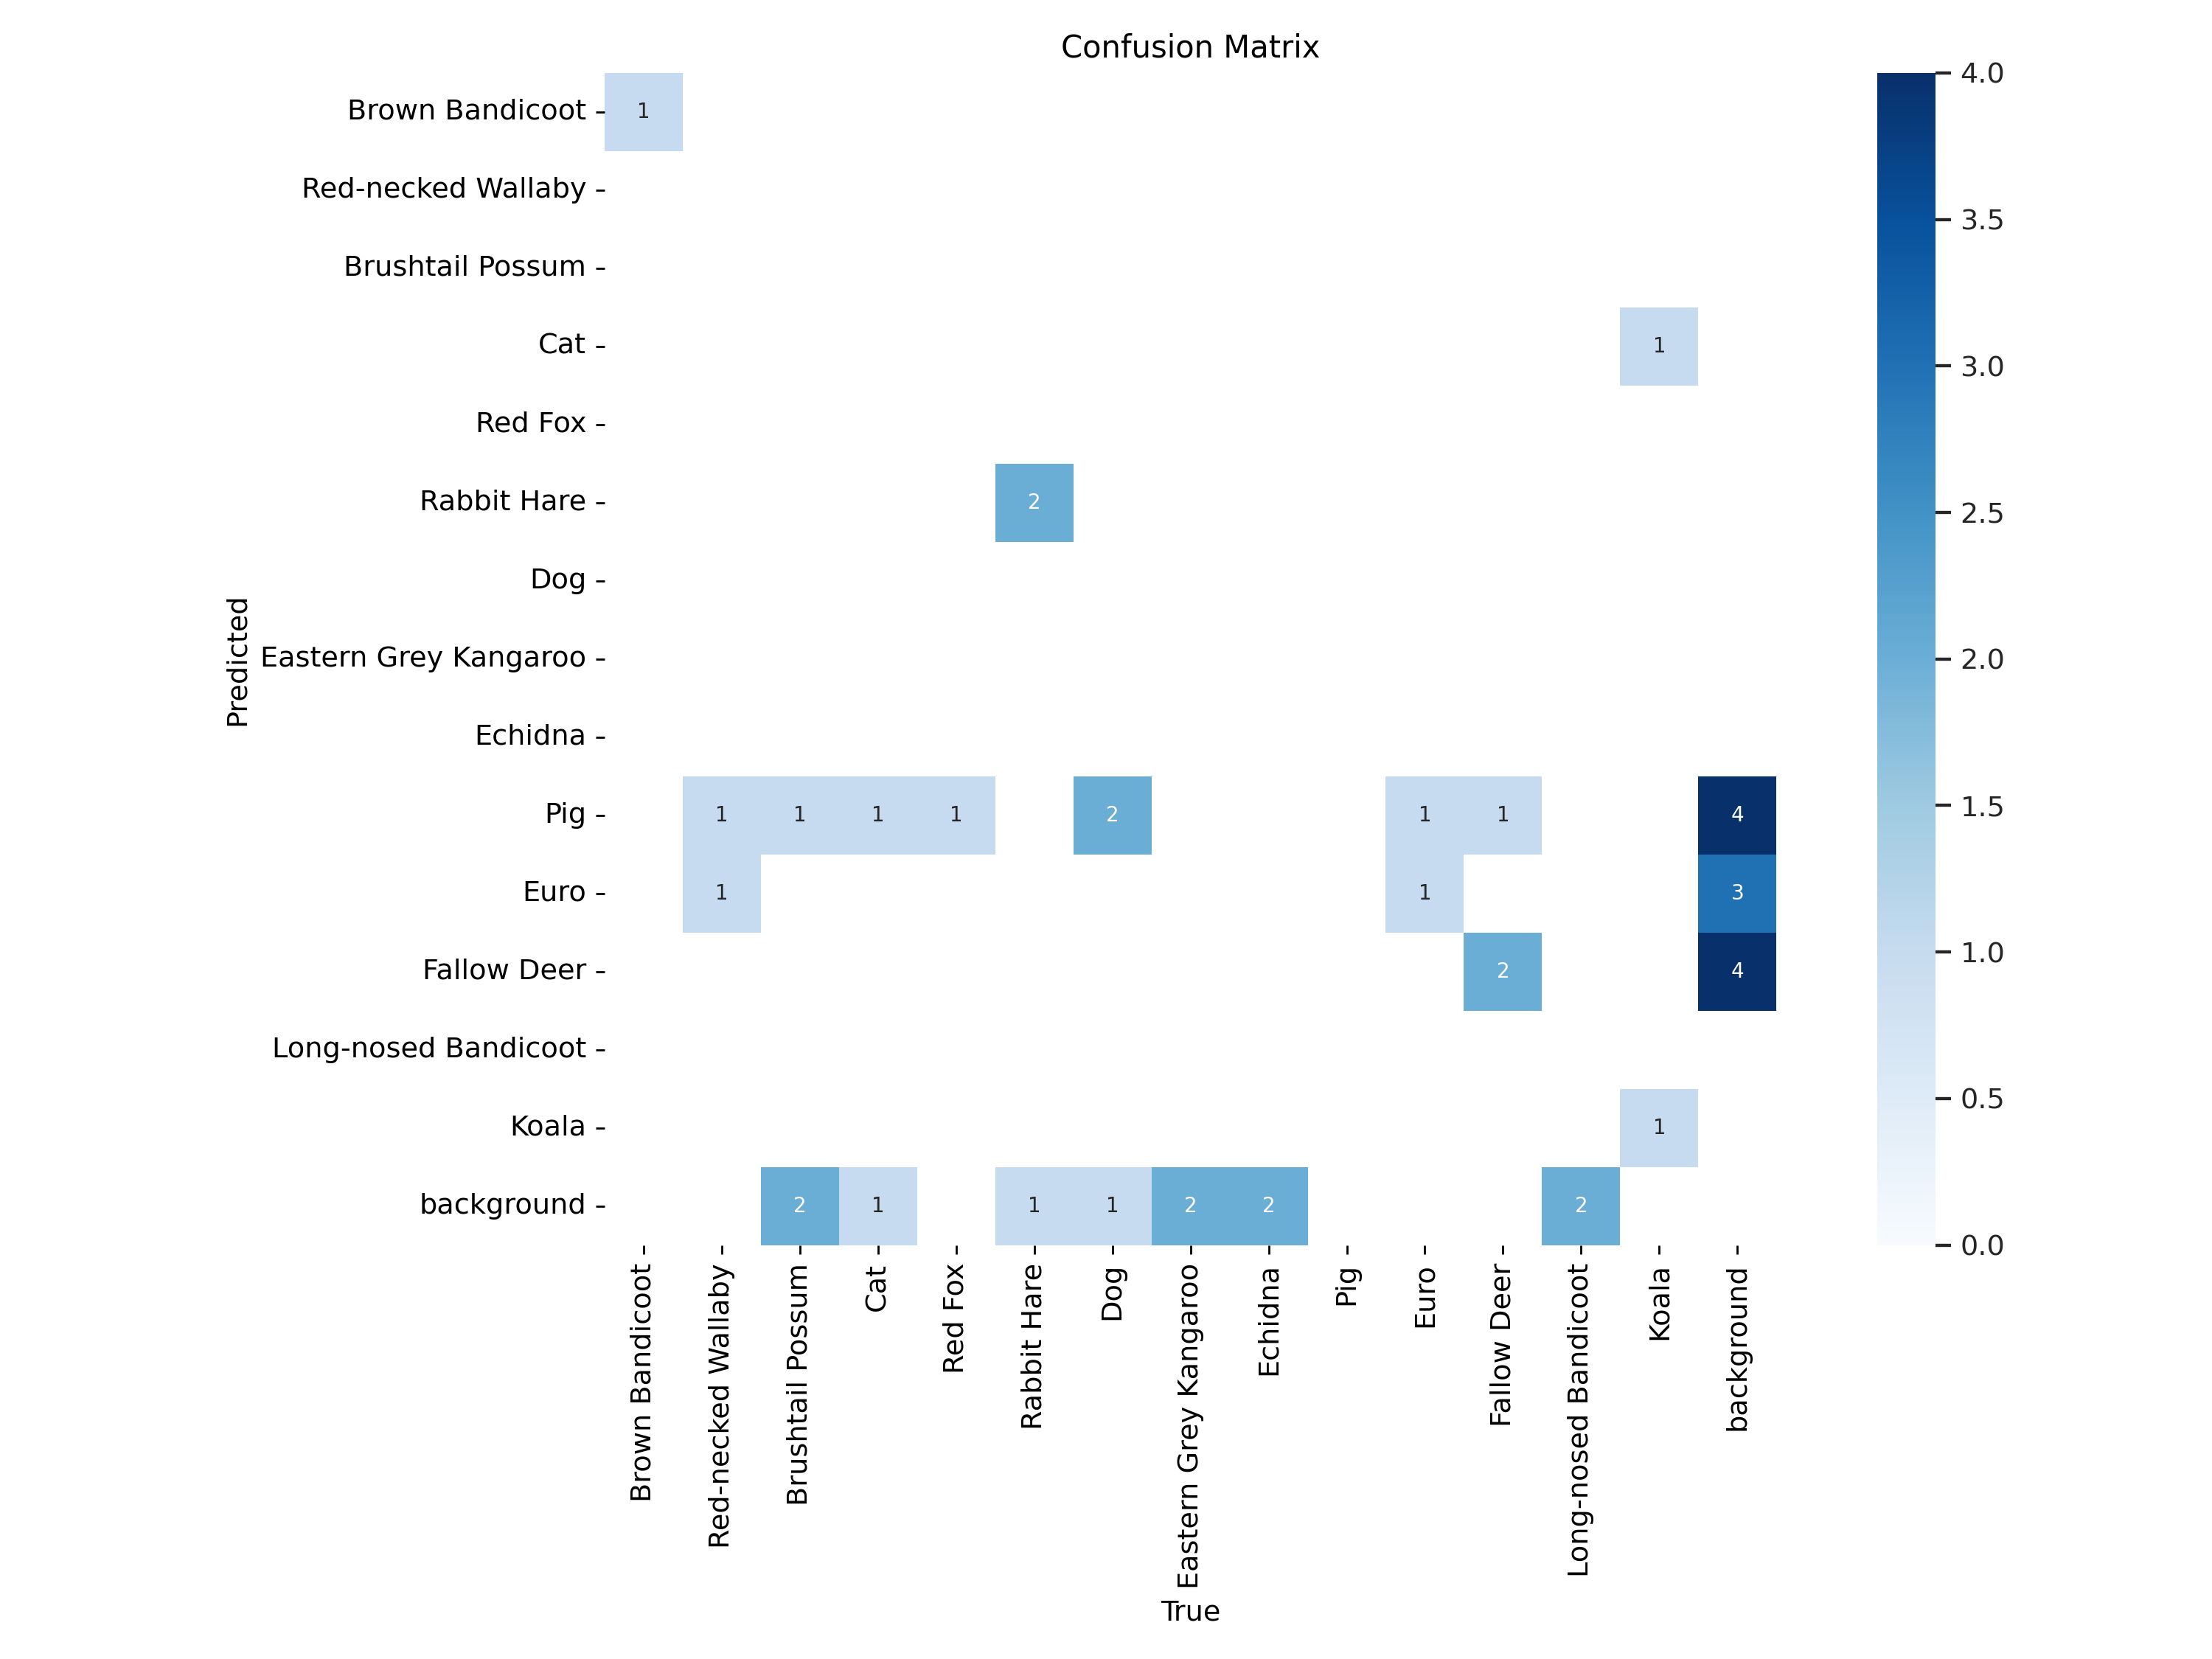 Confusion Matrix
Brown Bandicoot
1
Red-necked Wallaby
Brushtail Possum
Cat
1
Red Fox
Rabbit Hare
2
Dog
Eastern Grey Kangaroo
Echidna
Pig
1 1 1 1 2 1 1 4
Euro
1 1 3
Fallow Deer
2 4
Long-nosed Bandicoot
Koala
1
background
2 1 1 1 2 2 2
Predicted
Brown Bandicoot
Red-necked Wallaby
Brushtail Possum
Cat
Red Fox
Rabbit Hare
Dog
Eastern Grey Kangaroo
Echidna
Pig
Euro
Fallow Deer
Long-nosed Bandicoot
Koala
background
True
4.0
3.5
3.0
2.5
2.0
1.5
1.0
0.5
0.0